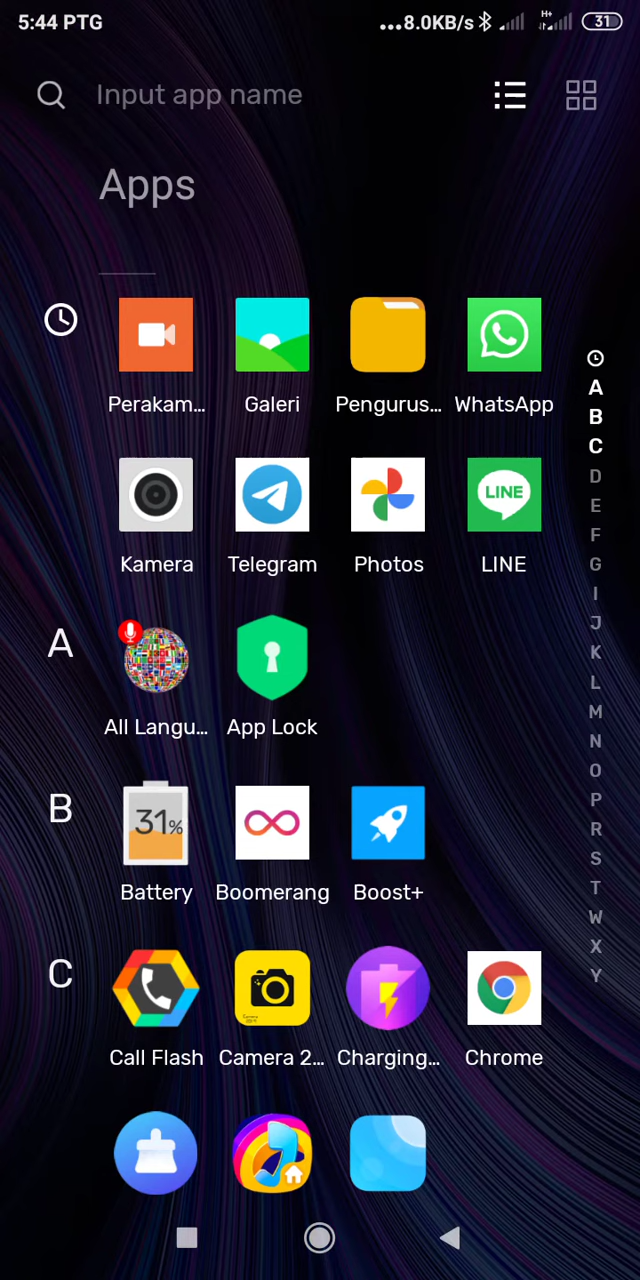 5:44 PTG
...8.0KB/s H+ 31
Input app name
Apps
Perakam... Galeri Pengurus... WhatsApp
LINE
Kamera Telegram Photos LINE
A
All Langu... App Lock
B
31%
Battery Boomerang Boost+
C
Call Flash Camera 2... Charging... Chrome
A
B
C
D
E
F
G
I
J
K
L
M
N
O
P
R
S
T
W
X
Y